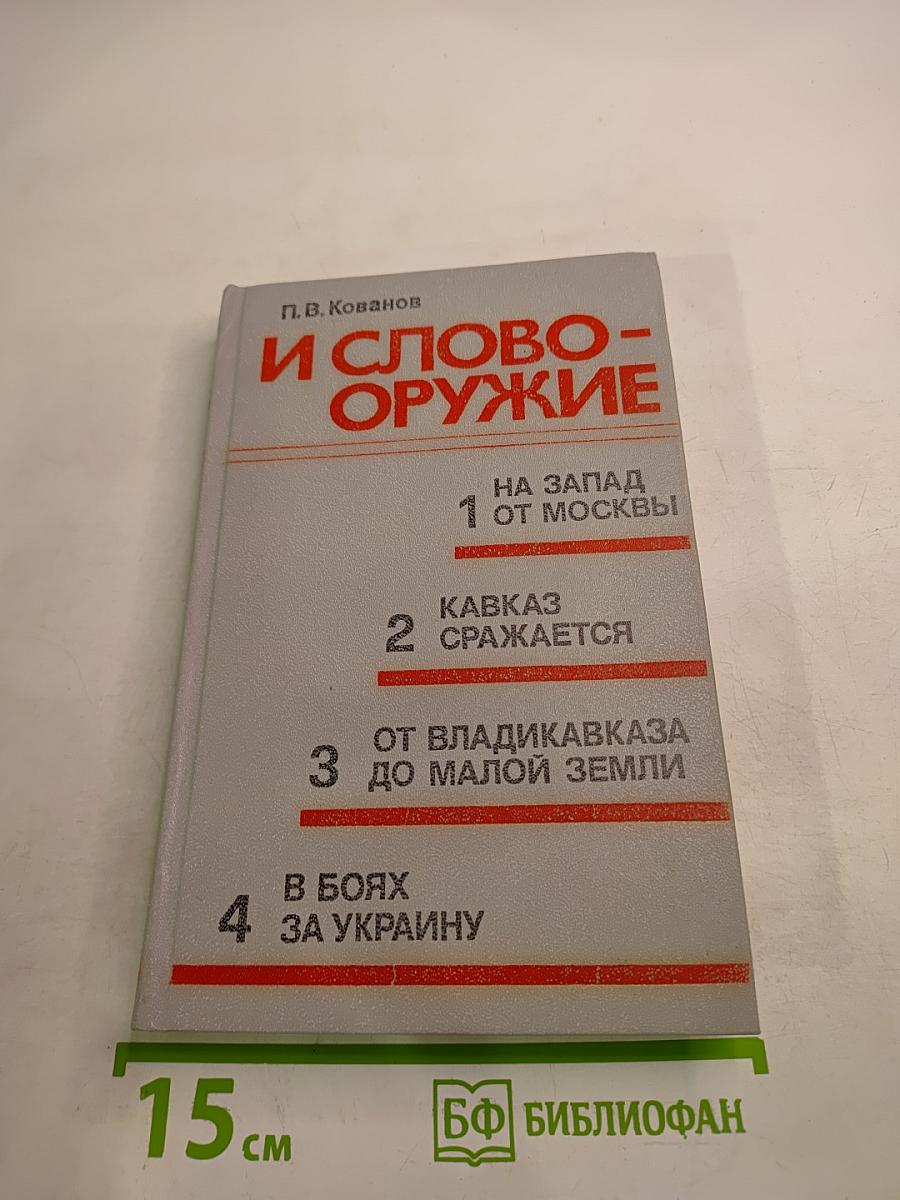 П. В. Кованов
И СЛОВО-
ОРУЖИЕ
1 НА ЗАПАД
ОТ МОСКВЫ
2 КАВКАЗ
СРАЖАЕТСЯ
3 ОТ ВЛАДИКАВКАЗА
ДО МАЛОЙ ЗЕМЛИ
4 В БОЯХ
ЗА УКРАИНУ
15 см
БФ БИБЛИОФАН